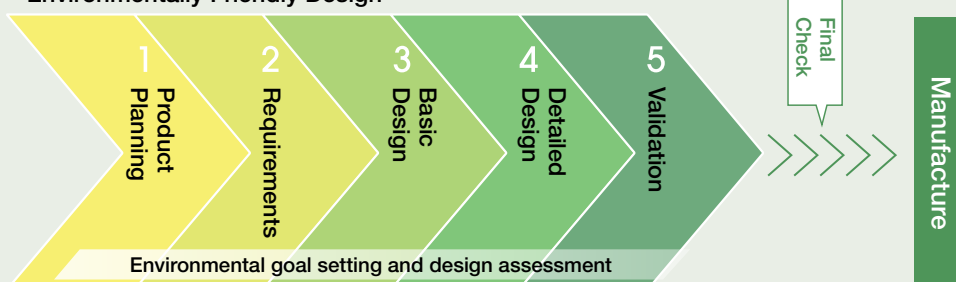 Environmentally Friendly Design
1
Product
Planning
2
Requirements
3
Basic
Design
4
Detailed
Design
5
Validation
Final
Check
Manufacture
Environmental goal setting and design assessment